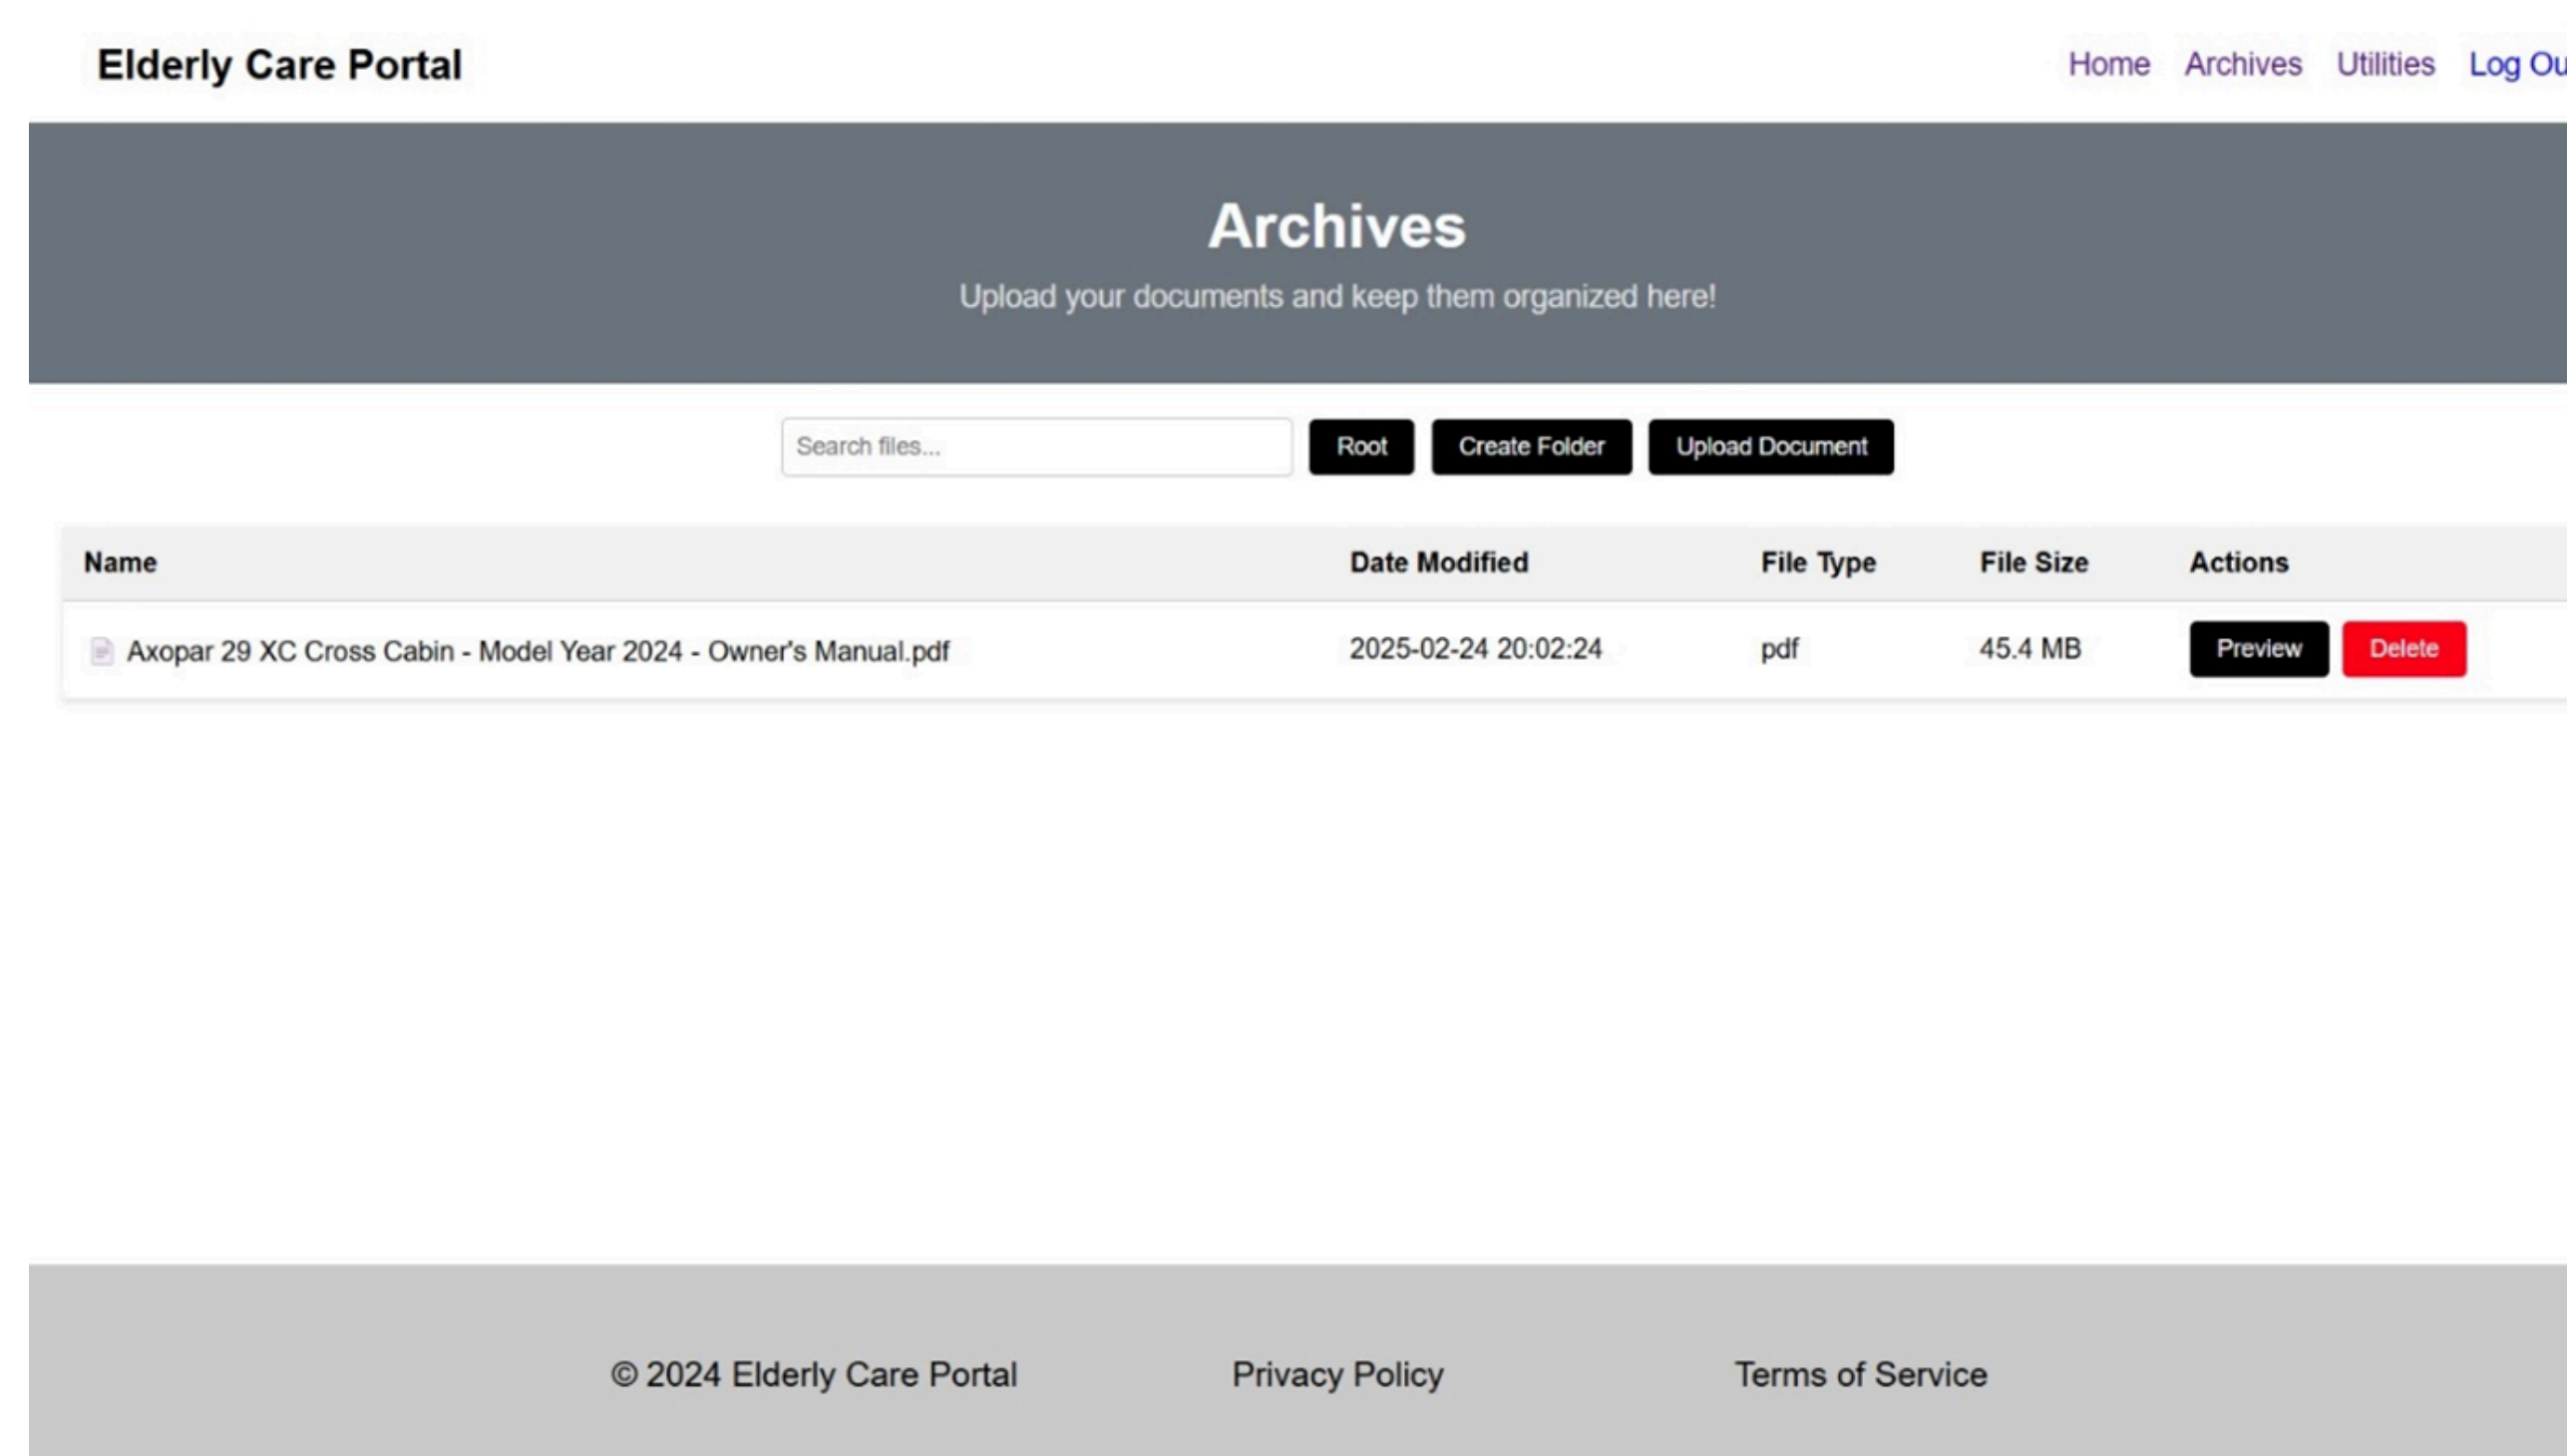 Elderly Care Portal
Home Archives Utilities Log Ou
Archives
Upload your documents and keep them organized here!
Search files... Root Create Folder Upload Document
Name Date Modified File Type File Size Actions
Axopar 29 XC Cross Cabin - Model Year 2024 - Owner's Manual.pdf 2025-02-24 20:02:24 pdf 45.4 MB Preview Delete
© 2024 Elderly Care Portal Privacy Policy Terms of Service